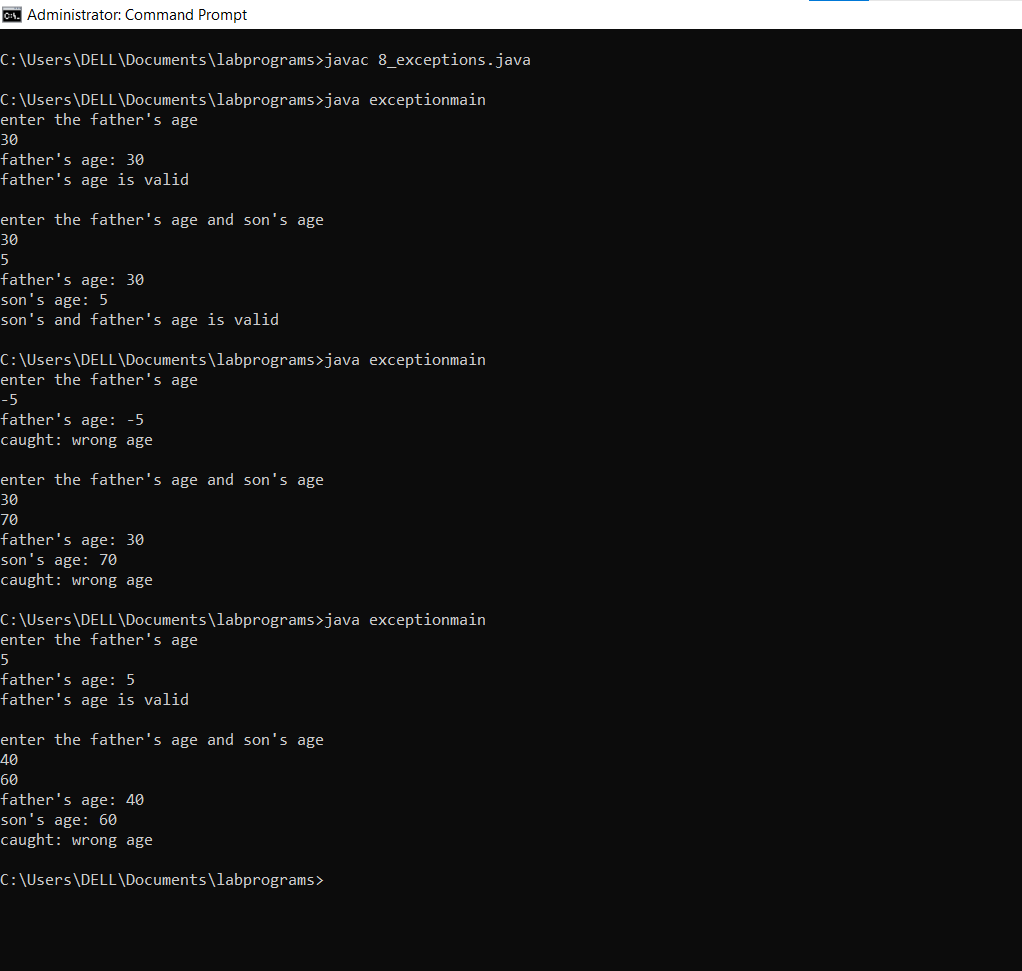 Administrator: Command Prompt
C:\Users\DELL\Documents\labprograms>javac 8_exceptions.java
C:\Users\DELL\Documents\labprograms>java exceptionmain
enter the father's age
30
father's age: 30
father's age is valid
enter the father's age and son's age
30
5
father's age: 30
son's age: 5
son's and father's age is valid
C:\Users\DELL\Documents\labprograms>java exceptionmain
enter the father's age
-5
father's age: -5
caught: wrong age
enter the father's age and son's age
30
70
father's age: 30
son's age: 70
caught: wrong age
C:\Users\DELL\Documents\labprograms>java exceptionmain
enter the father's age
5
father's age: 5
father's age is valid
enter the father's age and son's age
40
60
father's age: 40
son's age: 60
caught: wrong age
C:\Users\DELL\Documents\labprograms>